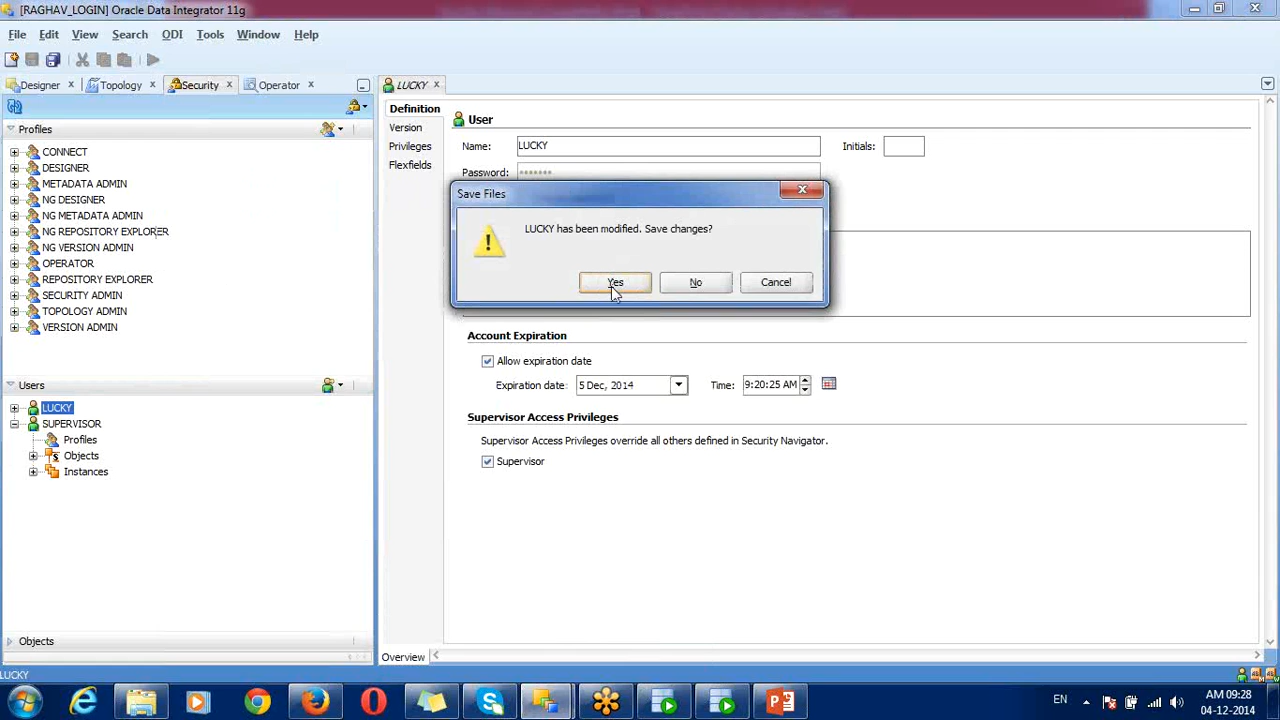 [RAGHAV_LOGIN] Oracle Data Integrator 11g
File Edit View Search ODI Tools Window Help
Designer Topology Security Operator
LUCKY
Profiles
CONNECT
DESIGNER
METADATA ADMIN
NG DESIGNER
NG METADATA ADMIN
NG REPOSITORY EXPLORER
NG VERSION ADMIN
OPERATOR
REPOSITORY EXPLORER
SECURITY ADMIN
TOPOLOGY ADMIN
VERSION ADMIN
Users
LUCKY
SUPERVISOR
Profiles
Objects
Instances
Objects
LUCKY
Definition
Version
Privileges
Flexfields
User
Name: LUCKY Initials:
Password: •••••••
Save Files
LUCKY has been modified. Save changes?
Yes No Cancel
Account Expiration
Allow expiration date
Expiration date: 5 Dec, 2014 Time: 9:20:25 AM
Supervisor Access Privileges
Supervisor Access Privileges override all others defined in Security Navigator.
Supervisor
Overview
EN
AM 09:28
04-12-2014